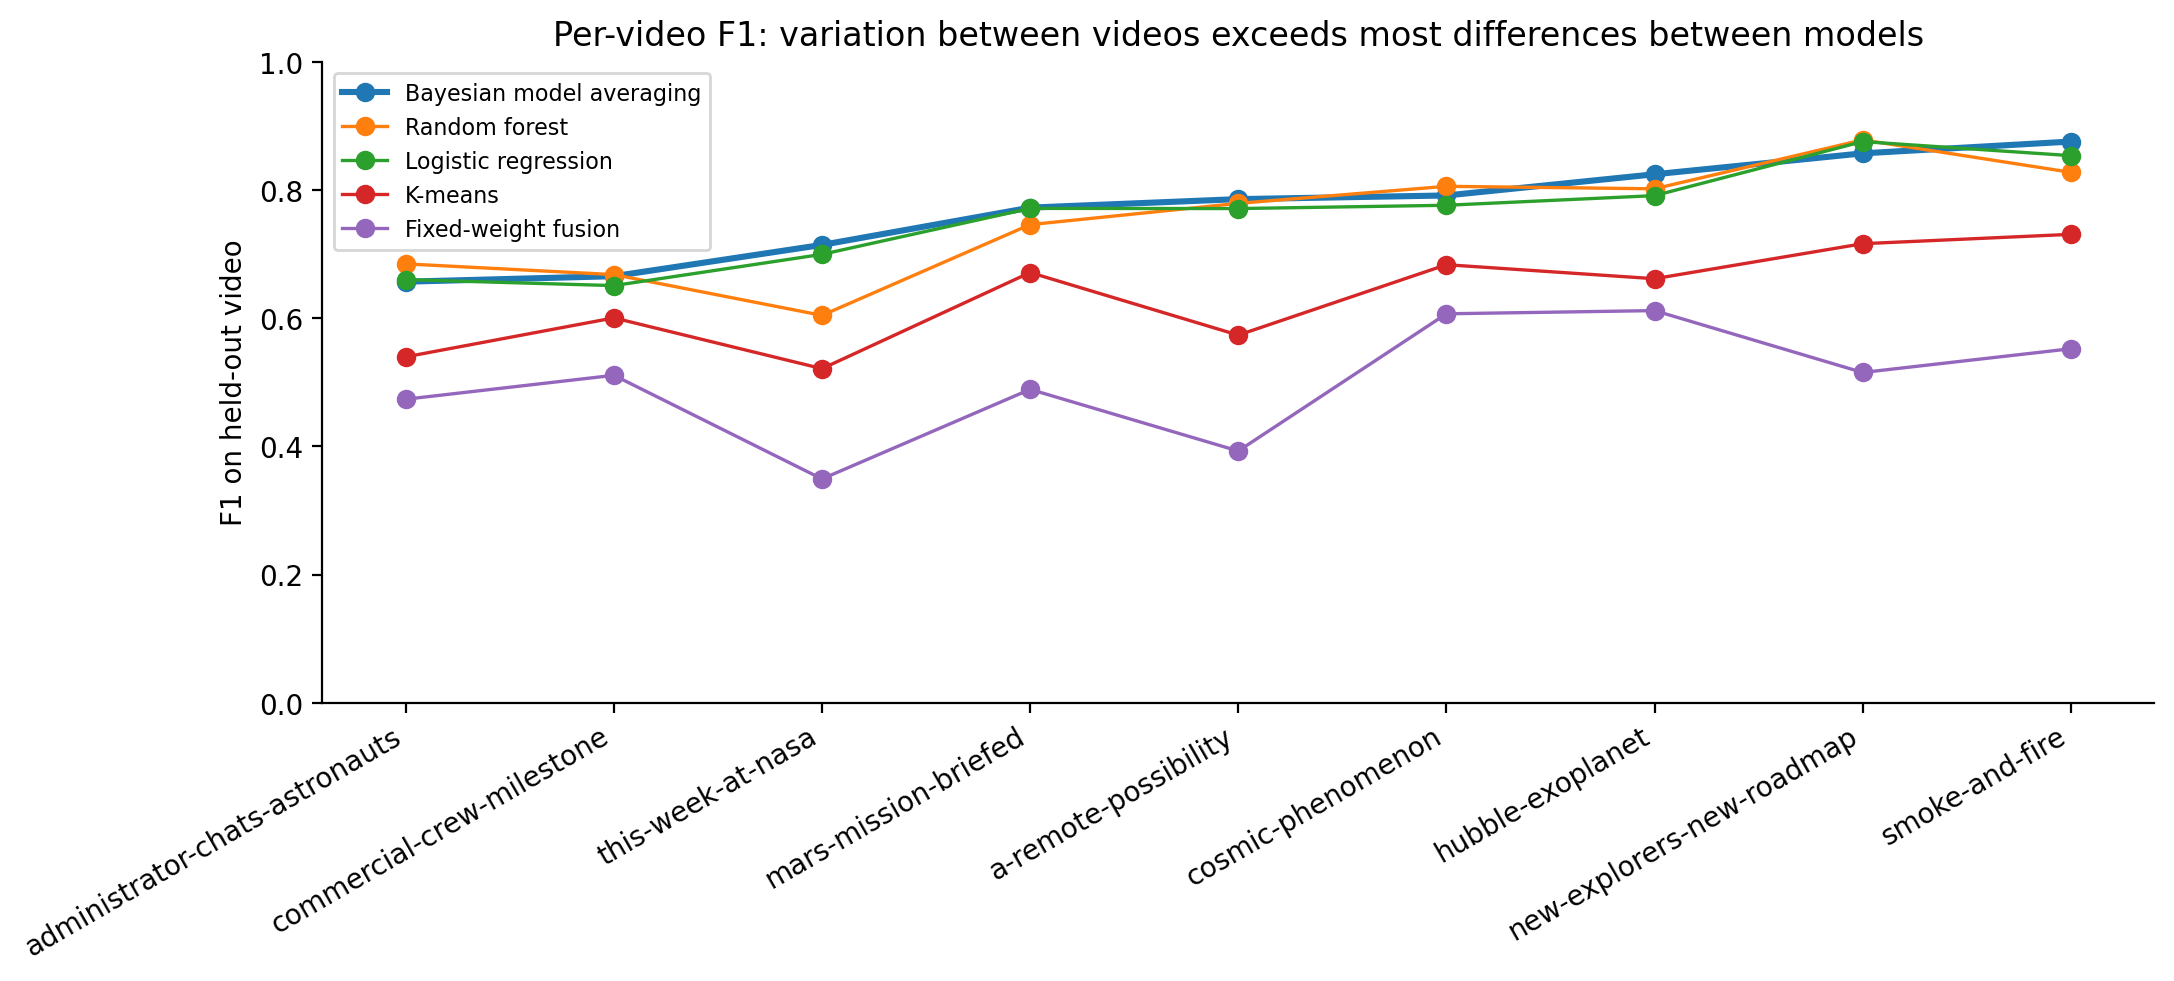 Per-video F1: variation between videos exceeds most differences between models
Bayesian model averaging
Random forest
Logistic regression
K-means
Fixed-weight fusion
F1 on held-out video
1.0
0.8
0.6
0.4
0.2
0.0
administrator-chats-astronauts
commercial-crew-milestone
this-week-at-nasa
mars-mission-briefed
a-remote-possibility
cosmic-phenomenon
hubble-exoplanet
new-explorers-new-roadmap
smoke-and-fire